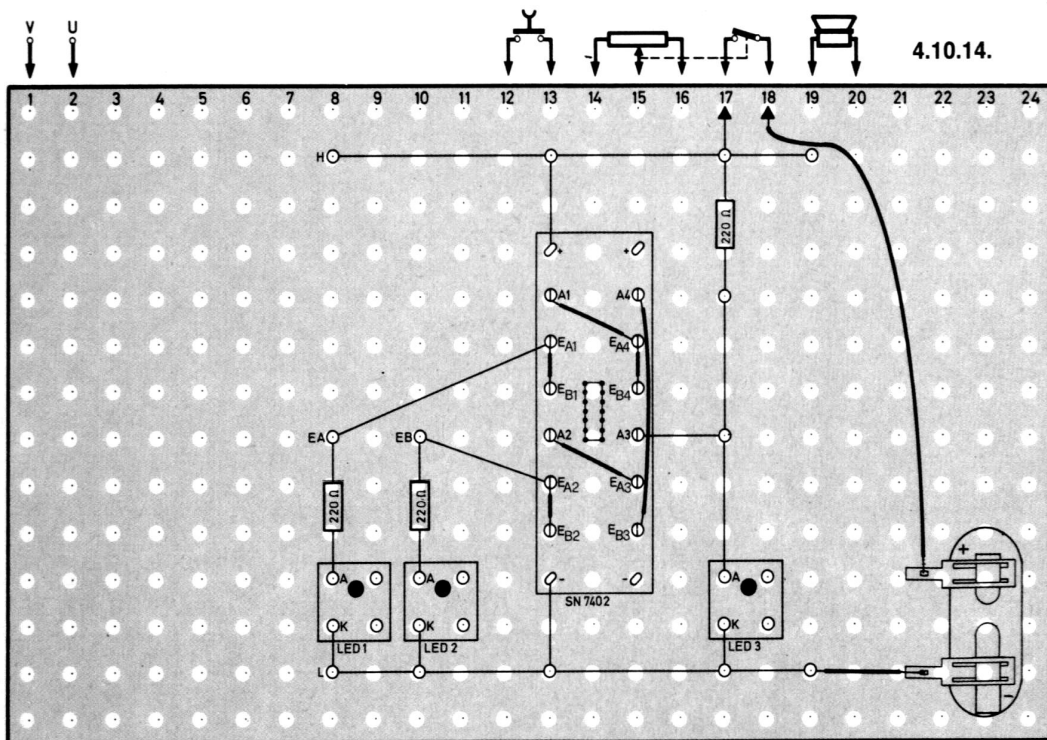 V U
4.10.14.
1 2 3 4 5 6 7 8 9 10 11 12 13 14 15 16 17 18 19 20 21 22 23 24
H
220 Ω
+ +
A1 A4
EA1 EA4
EB1 EB4
EA EB A2 A3
EA2 EA3
220Ω 220Ω
EB2 EB3
+
A A - - A
SN 7402
K K K
LED 1 LED 2 LED 3
L
-